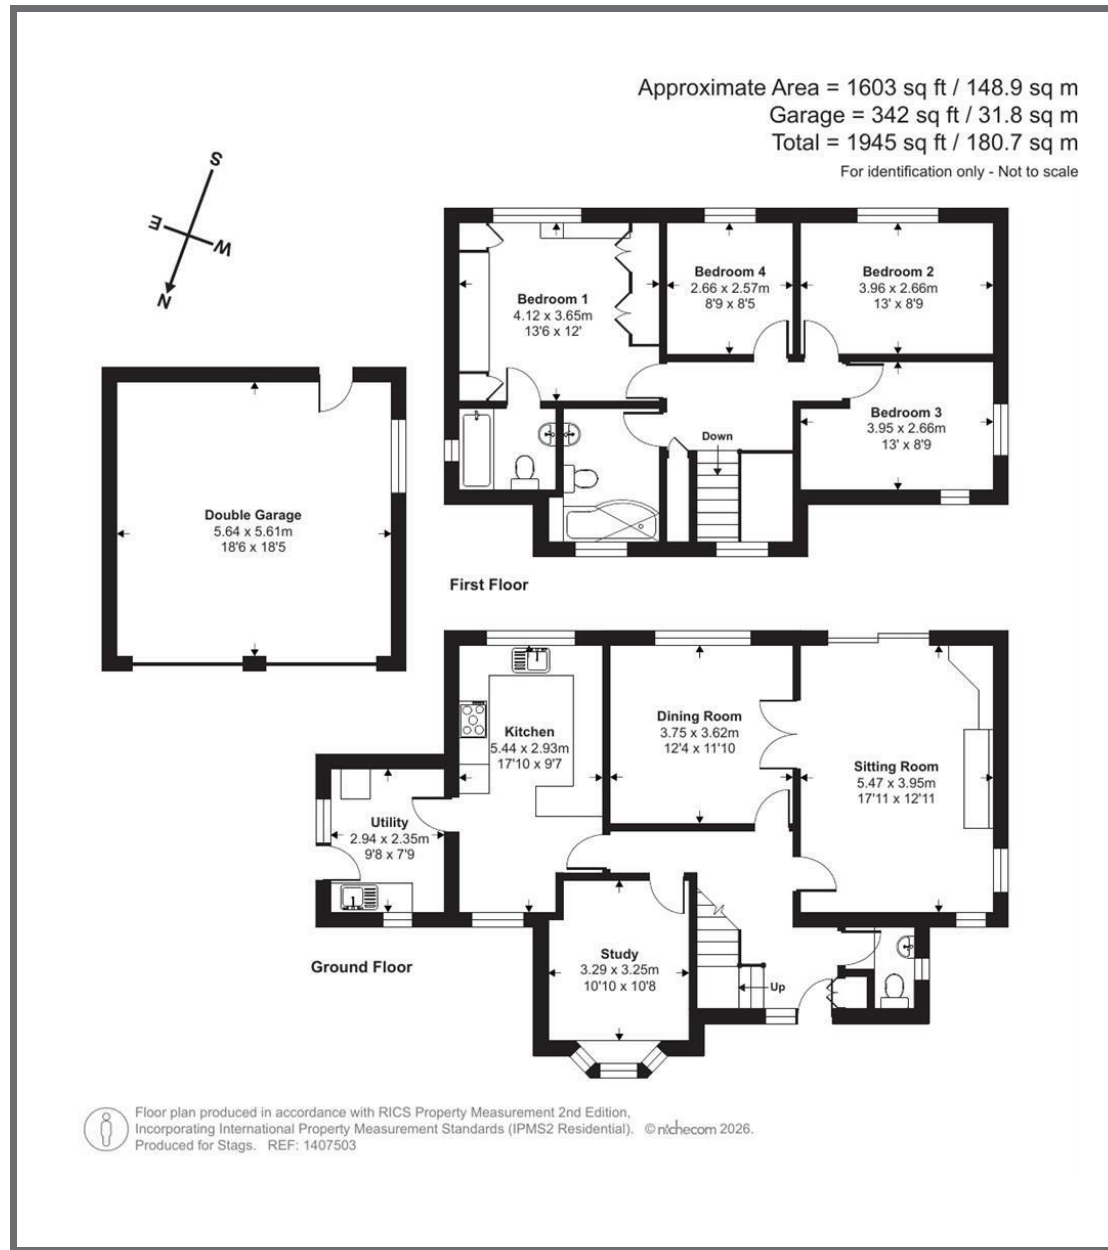 Approximate Area = 1603 sq ft / 148.9 sq m
Garage = 342 sq ft / 31.8 sq m
Total = 1945 sq ft / 180.7 sq m
For identification only - Not to scale
S
E
W
N
Bedroom 1
4.12 x 3.65m
13'6 x 12'
Bedroom 4
2.66 x 2.57m
8'9 x 8'5
Bedroom 2
3.96 x 2.66m
13' x 8'9
Bedroom 3
3.95 x 2.66m
13' x 8'9
Down
Double Garage
5.64 x 5.61m
18'6 x 18'5
First Floor
Kitchen
5.44 x 2.93m
17'10 x 9'7
Dining Room
3.75 x 3.62m
12'4 x 11'10
Sitting Room
5.47 x 3.95m
17'11 x 12'11
Utility
2.94 x 2.35m
9'8 x 7'9
Study
3.29 x 3.25m
10'10 x 10'8
Up
Ground Floor
Floor plan produced in accordance with RICS Property Measurement 2nd Edition,
Incorporating International Property Measurement Standards (IPMS2 Residential). © nichecom 2026.
Produced for Stags. REF: 1407503